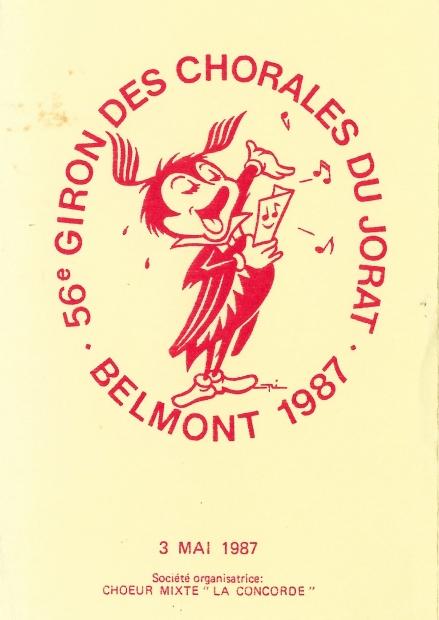 56e GIRON DES CHORALES DU JORAT
· BELMONT 1987 ·
3 MAI 1987
Société organisatrice:
CHOEUR MIXTE "LA CONCORDE"